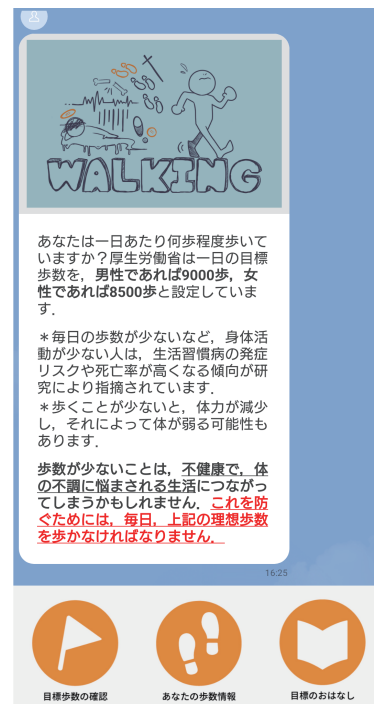 WALKING
あなたは一日あたり何歩程度歩いて
いますか？厚生労働省は一日の目標
歩数を，男性であれば9000歩，女
性であれば8500歩と設定していま
す．
＊毎日の歩数が少ないなど，身体活
動が少ない人は，生活習慣病の発症
リスクや死亡率が高くなる傾向が研
究により指摘されています．
＊歩くことが少ないと，体力が減少
し，それによって体が弱る可能性も
あります．
歩数が少ないことは，不健康で，体
の不調に悩まされる生活につながっ
てしまうかもしれません．これを防
ぐためには，毎日，上記の理想歩数
を歩かなければなりません．
16:25
目標歩数の確認
あなたの歩数情報
目標のおはなし